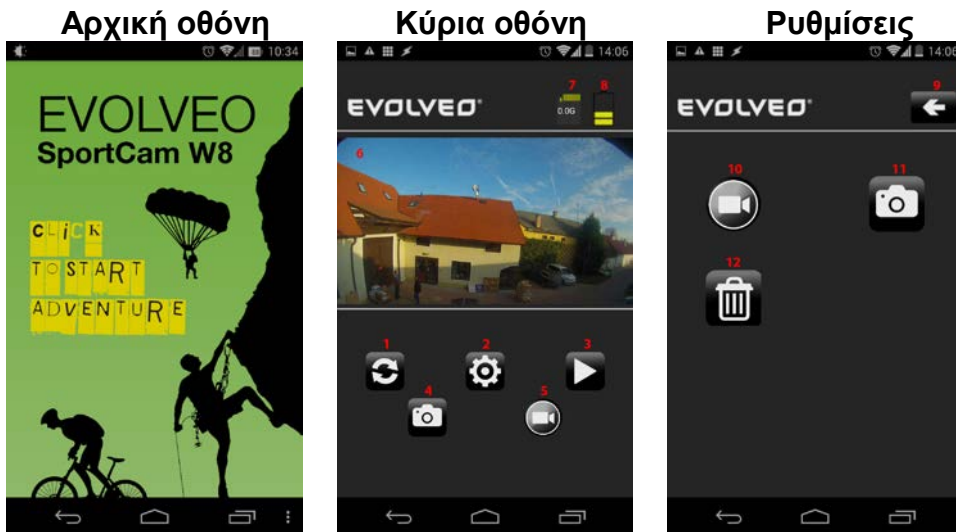 Αρχική οθόνη
Κύρια οθόνη
Ρυθμίσεις
10:34
EVOLVEO
SportCam W8
CLiCK
TO START
ADVENTURE
14:06
EVOLVEO
7
8
0.0G
6
1
2
3
4
5
14:06
EVOLVEO
9
10
11
12